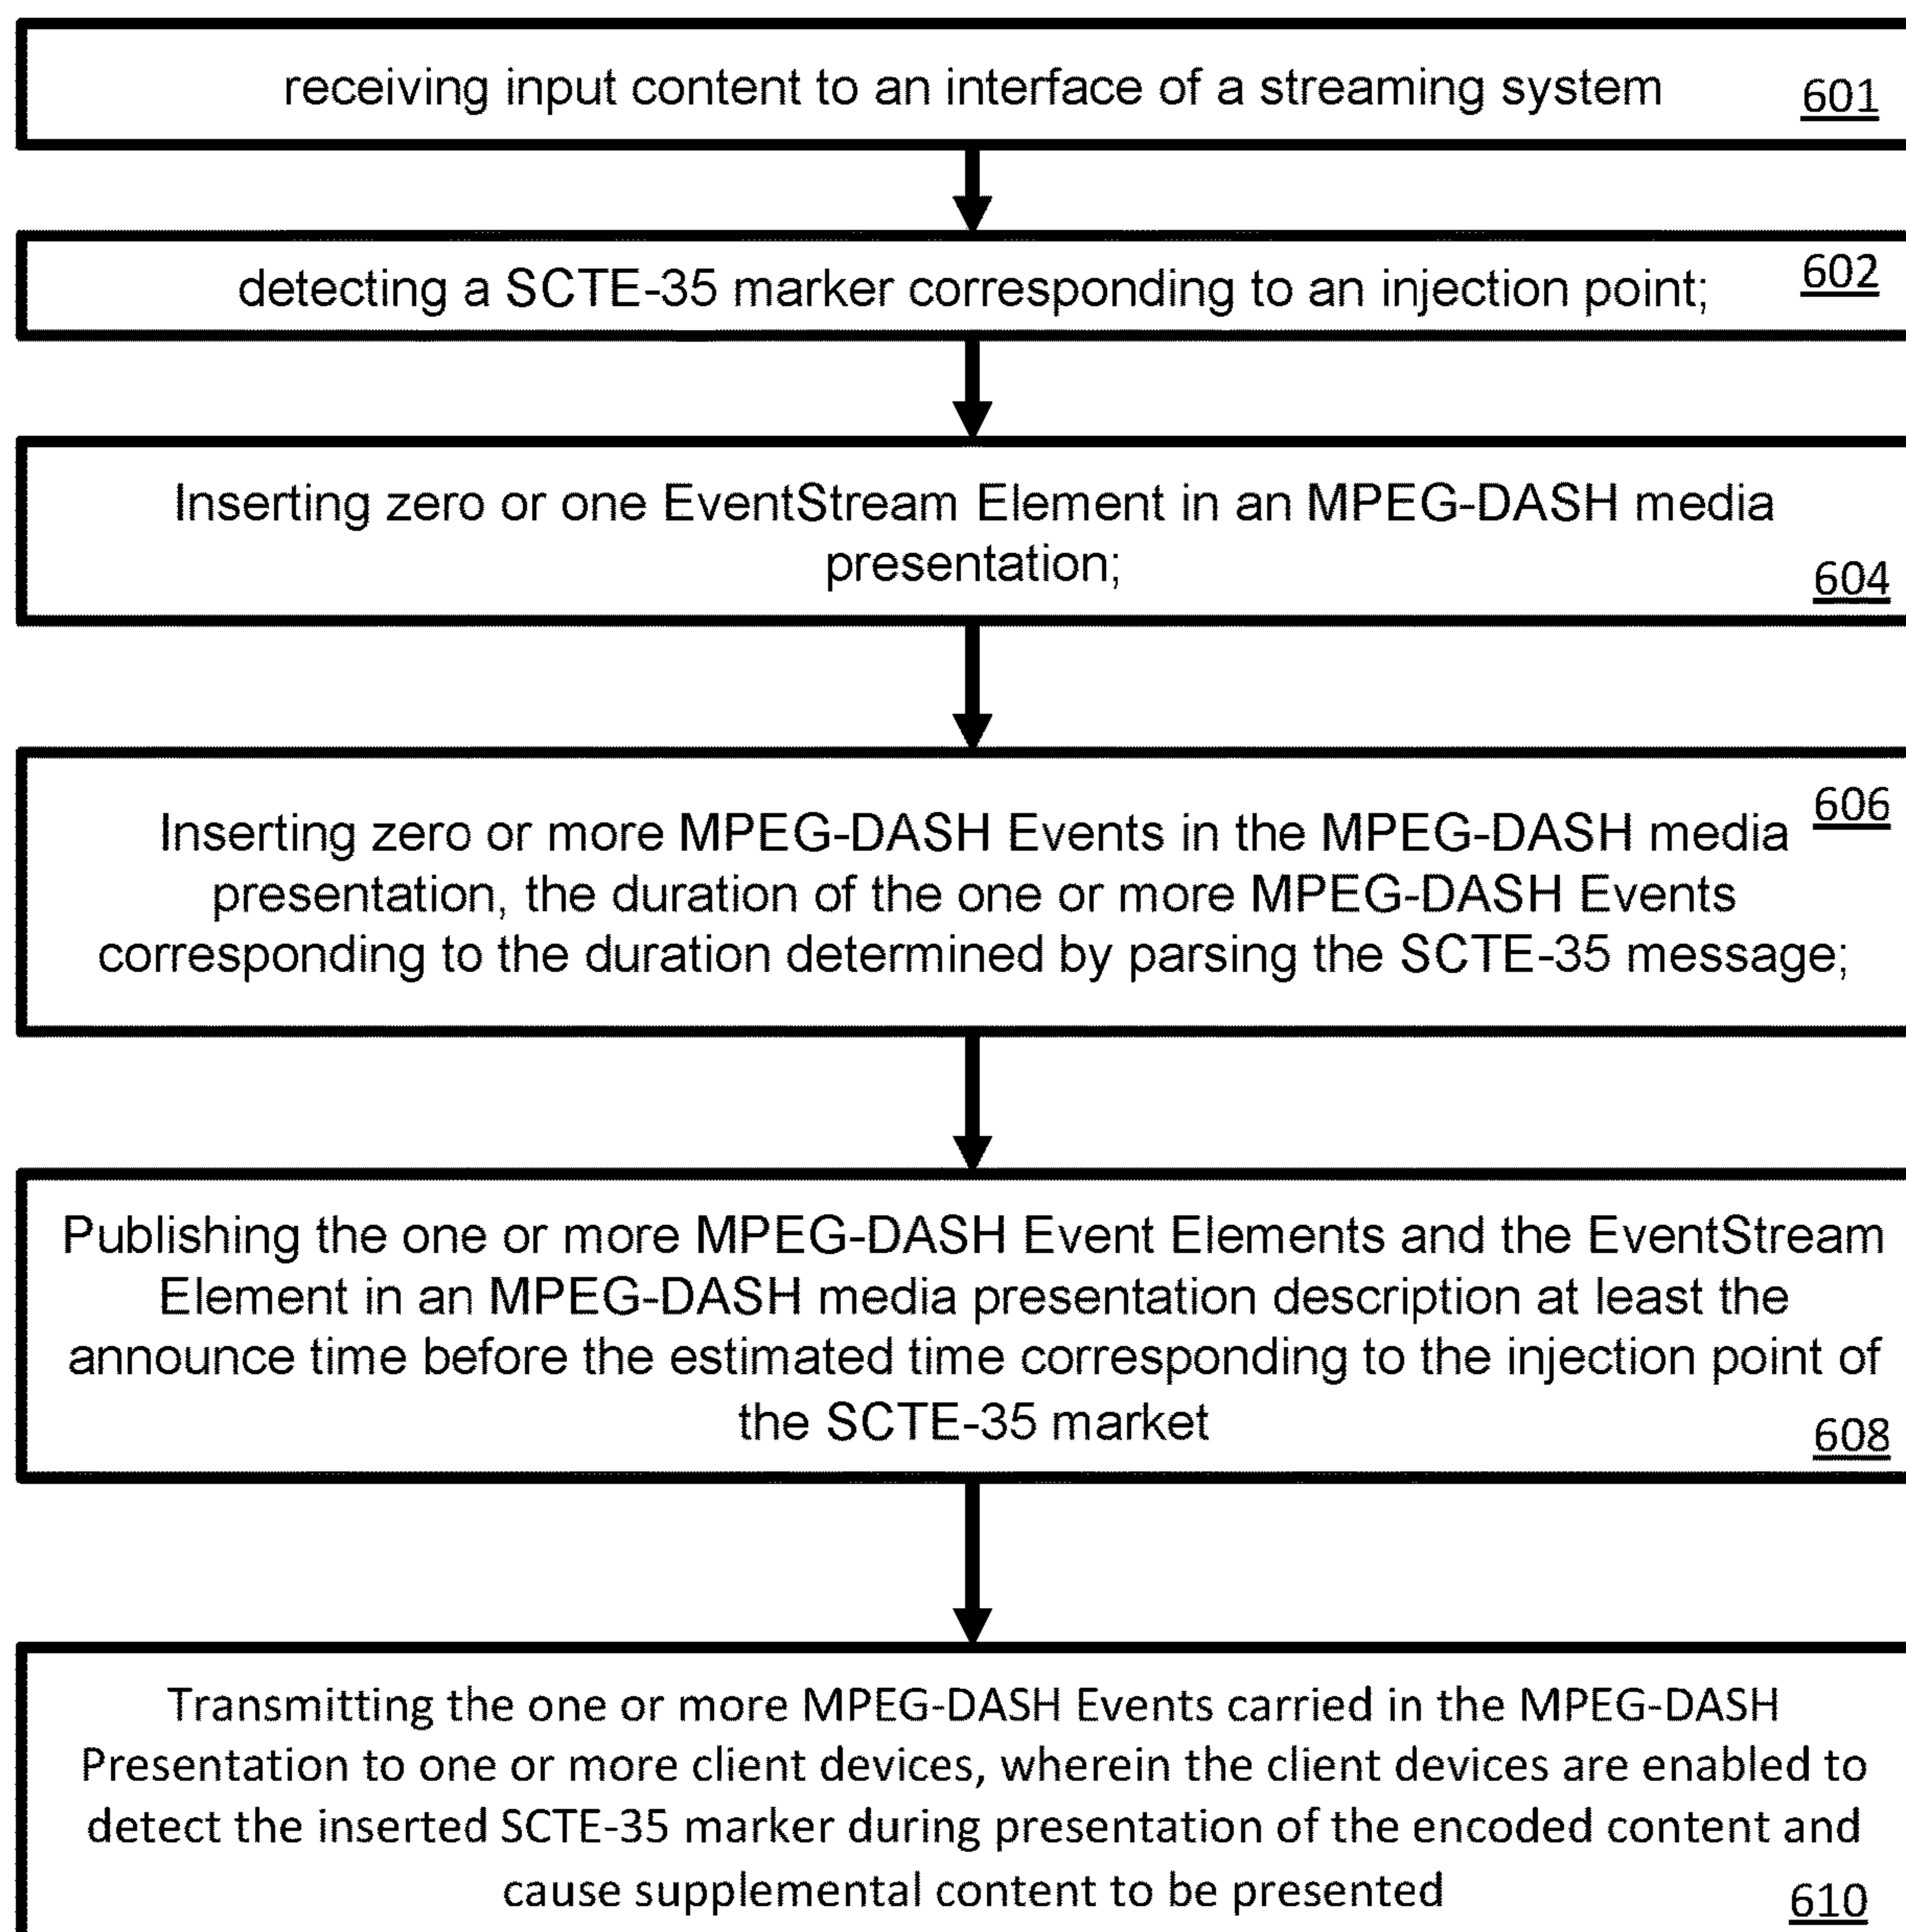 receiving input content to an interface of a streaming system
601
detecting a SCTE-35 marker corresponding to an injection point;
602
Inserting zero or one EventStream Element in an MPEG-DASH media
presentation;
604
606
Inserting zero or more MPEG-DASH Events in the MPEG-DASH media
presentation, the duration of the one or more MPEG-DASH Events
corresponding to the duration determined by parsing the SCTE-35 message;
Publishing the one or more MPEG-DASH Event Elements and the EventStream
Element in an MPEG-DASH media presentation description at least the
announce time before the estimated time corresponding to the injection point of
the SCTE-35 market
608
Transmitting the one or more MPEG-DASH Events carried in the MPEG-DASH
Presentation to one or more client devices, wherein the client devices are enabled to
detect the inserted SCTE-35 marker during presentation of the encoded content and
cause supplemental content to be presented
610